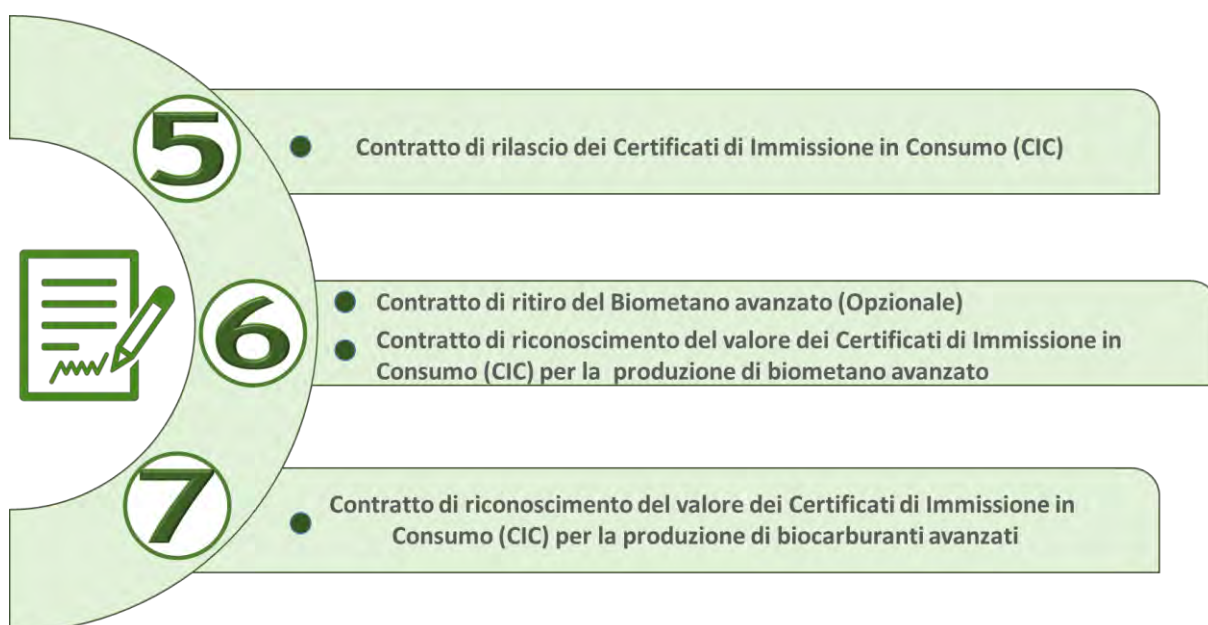 5
Contratto di rilascio dei Certificati di Immissione in Consumo (CIC)
6
Contratto di ritiro del Biometano avanzato (Opzionale)
Contratto di riconoscimento del valore dei Certificati di Immissione in
Consumo (CIC) per la produzione di biometano avanzato
7
Contratto di riconoscimento del valore dei Certificati di Immissione in
Consumo (CIC) per la produzione di biocarburanti avanzati